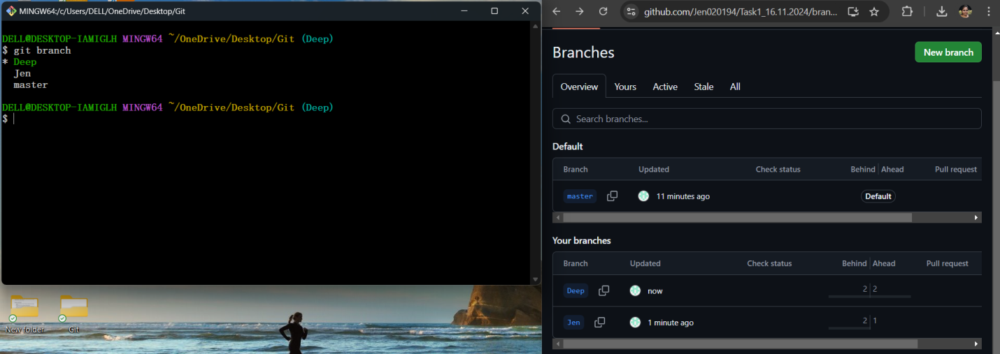 MINGW64:/c/Users/DELL/OneDrive/Desktop/Git
DELL@DESKTOP-IAMIGLH MINGW64 ~/OneDrive/Desktop/Git (Deep)
$ git branch
* Deep
Jen
master
DELL@DESKTOP-IAMIGLH MINGW64 ~/OneDrive/Desktop/Git (Deep)
$
New folder
Git
github.com/Jen020194/Task1_16.11.2024/bran...
Branches
New branch
Overview Yours Active Stale All
Search branches...
Default
Branch Updated Check status Behind Ahead Pull request
master 11 minutes ago Default
Your branches
Branch Updated Check status Behind Ahead Pull request
Deep now 2 2
Jen 1 minute ago 2 1